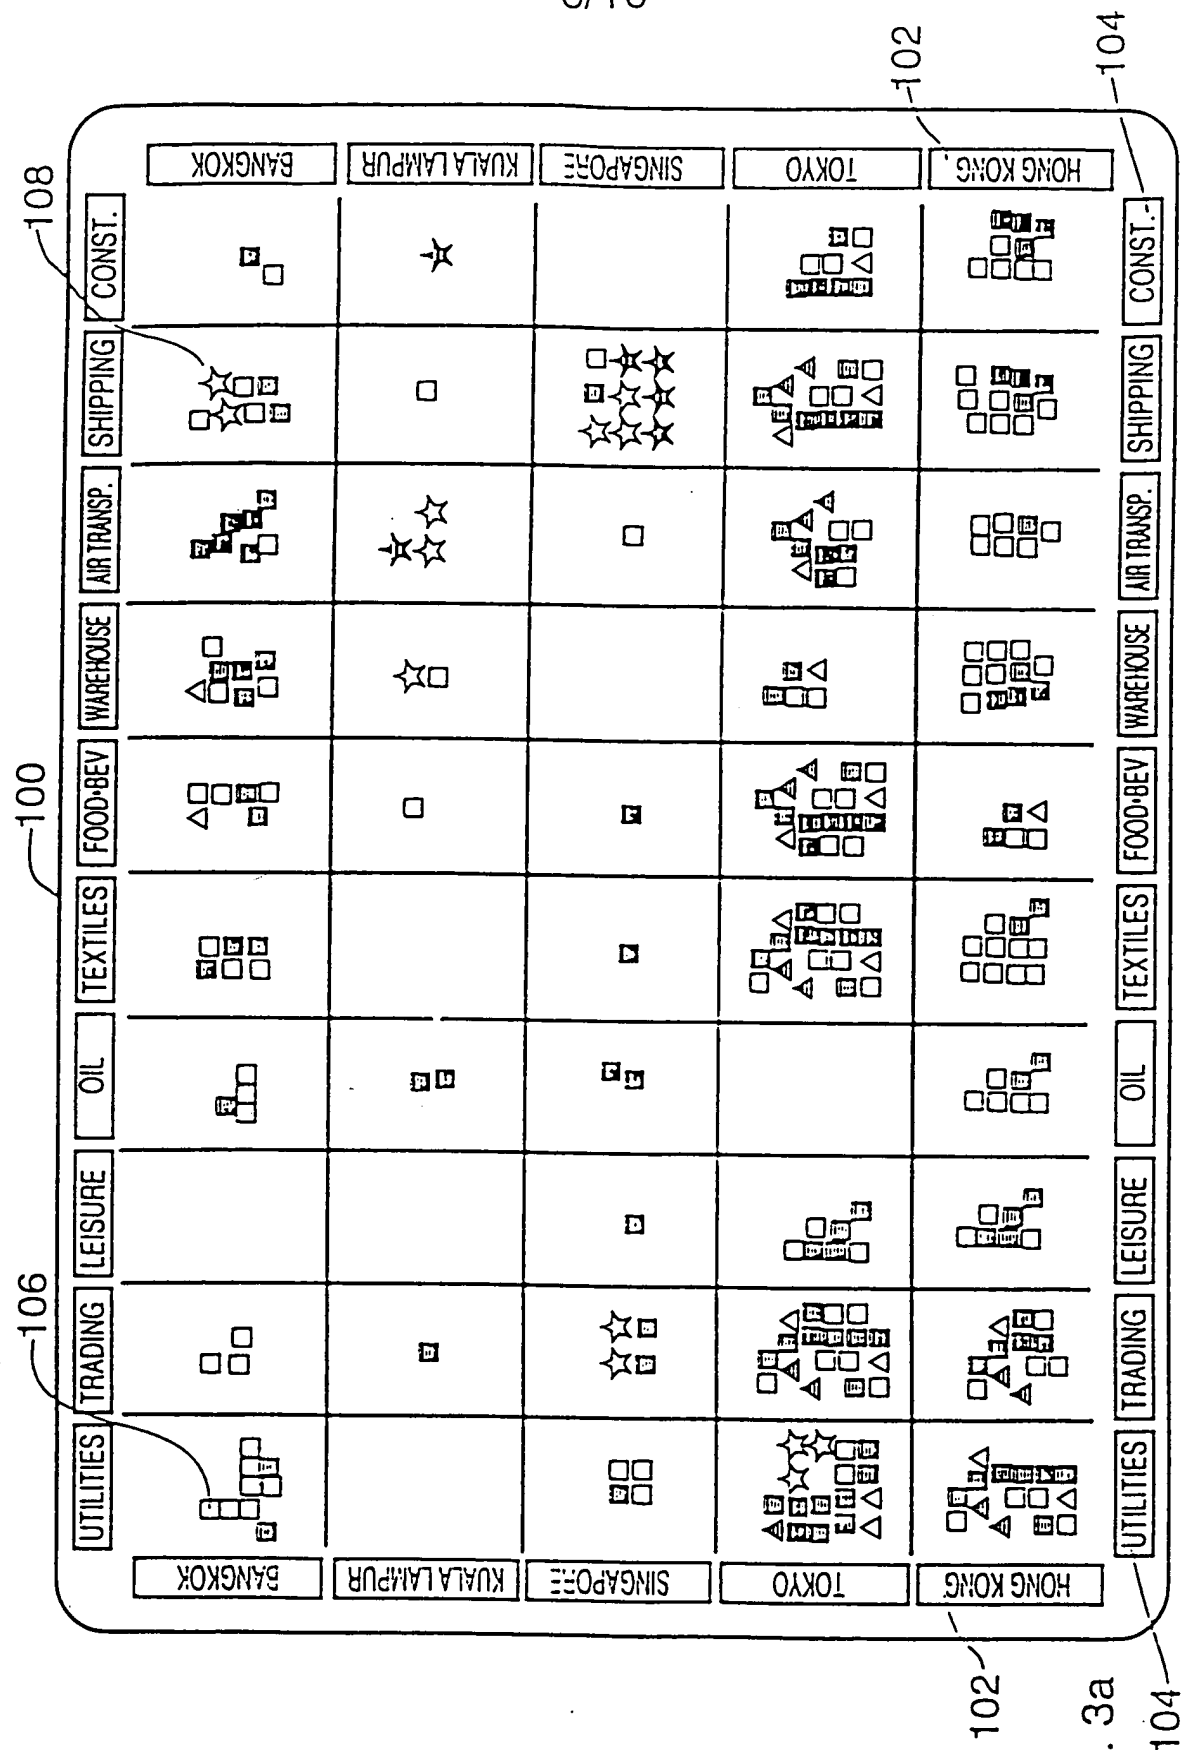 100
106
108
UTILITIES TRADING LEISURE OIL TEXTILES FOOD•BEV WAREHOUSE AIR TRANSP. SHIPPING CONST.
BANGKOK BANGKOK
KUALA LAMPUR KUALA LAMPUR
SINGAPORE SINGAPORE
TOKYO TOKYO
HONG KONG HONG KONG
UTILITIES TRADING LEISURE OIL TEXTILES FOOD•BEV WAREHOUSE AIR TRANSP. SHIPPING CONST.
102
102
104
104
. 3a